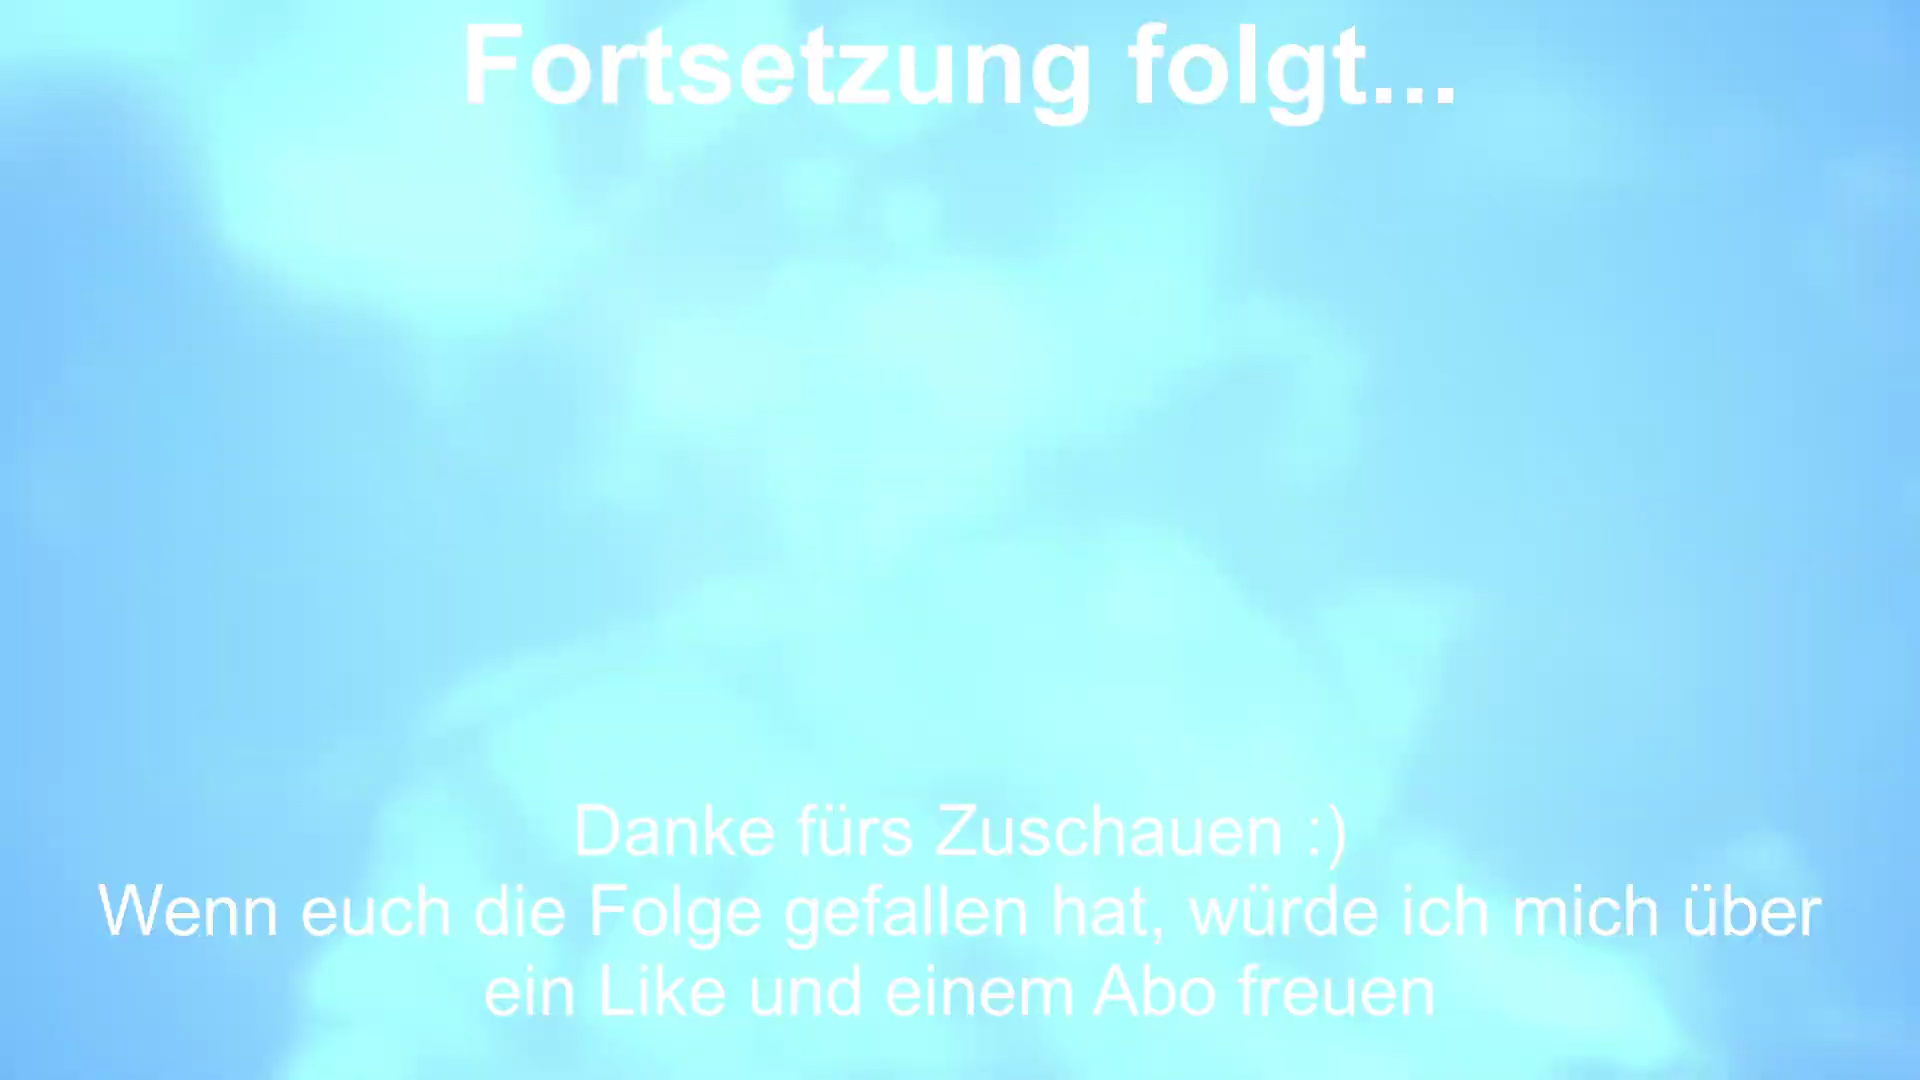 Fortsetzung folgt...
Danke fürs Zuschauen :)
Wenn euch die Folge gefallen hat, würde ich mich über
ein Like und einem Abo freuen